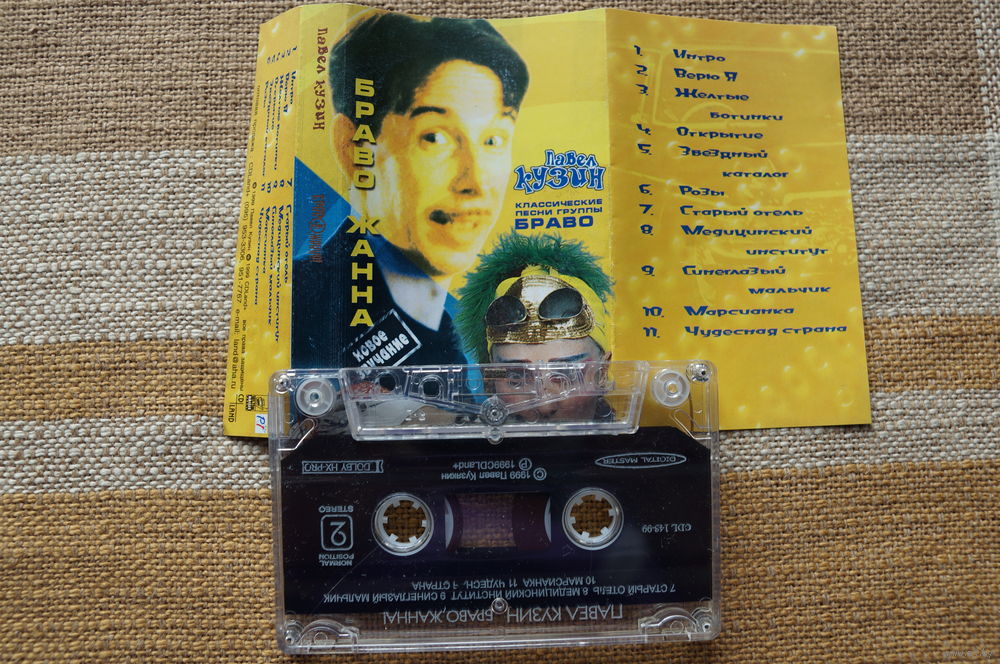 Павел Кузин
БРАВО ЖАННА
Павел
Кузин
КЛАССИЧЕСКИЕ
ПЕСНИ ГРУППЫ
БРАВО
Новое
1. Интро
2. Верю Я
3. Желтые
ботинки
4. Открытие
5. Звездный
каталог
6. Розы
7. Старый отель
8. Медицинский
институт
9. Синеглазый
мальчик
10. Марсианка
11. Чудесная страна
ПАВЕЛ КУЗИН БРАВО, ЖАННА!
7 СТАРЫЙ ОТЕЛЬ 8 МЕДИЦИНСКИЙ ИНСТИТУТ 9 СИНЕГЛАЗЫЙ МАЛЬЧИК
10 МАРСИАНКА 11 СТРАНА
NORMAL
POSITION
2
STEREO
CDL 143-99
© 1999 Павел Кузякин
℗ 1999CDLand+
DIGITAL MASTER
DOLBY HX-PRO